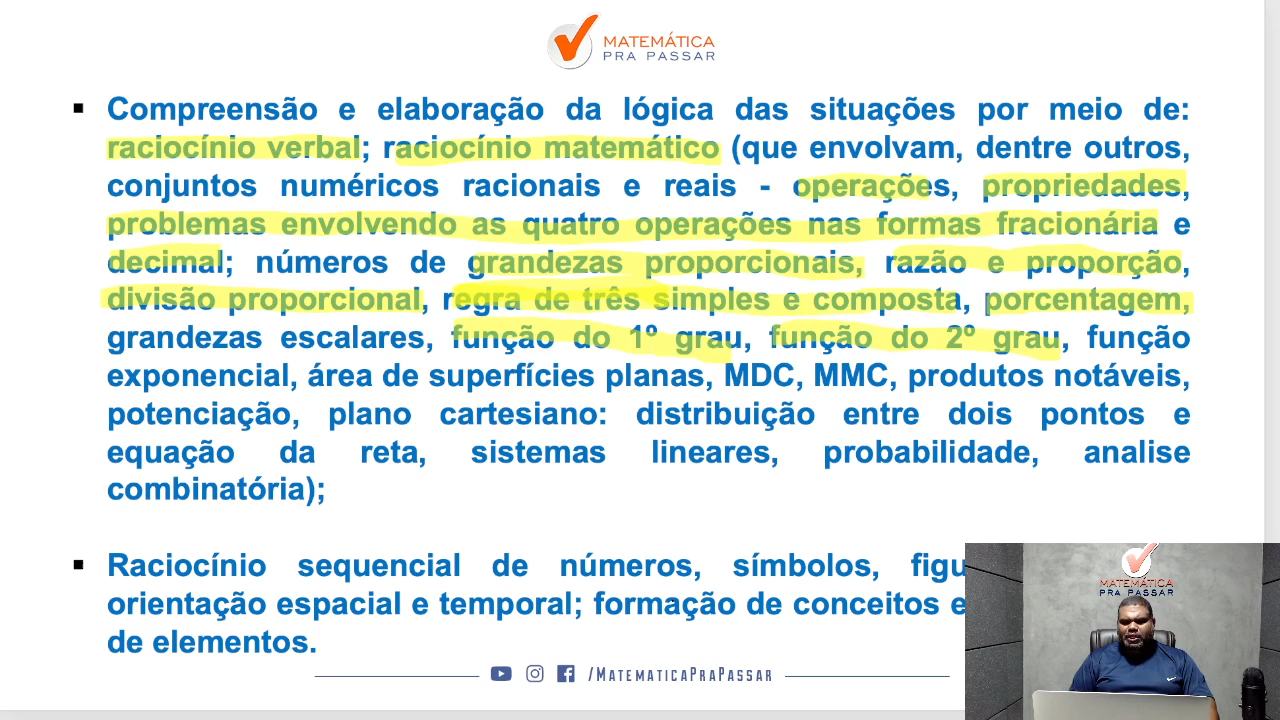 MATEMÁTICA
PRA PASSAR
▪ Compreensão e elaboração da lógica das situações por meio de:
raciocínio verbal; raciocínio matemático (que envolvam, dentre outros,
conjuntos numéricos racionais e reais - operações, propriedades,
problemas envolvendo as quatro operações nas formas fracionária e
decimal; números de grandezas proporcionais, razão e proporção,
divisão proporcional, regra de três simples e composta, porcentagem,
grandezas escalares, função do 1º grau, função do 2º grau, função
exponencial, área de superfícies planas, MDC, MMC, produtos notáveis,
potenciação, plano cartesiano: distribuição entre dois pontos e
equação da reta, sistemas lineares, probabilidade, analise
combinatória);
▪ Raciocínio sequencial de números, símbolos,
orientação espacial e temporal; formação de conceitos e
de elementos.
/MATEMATICAPRAPASSAR
MATEMÁTICA
PRA PASSAR